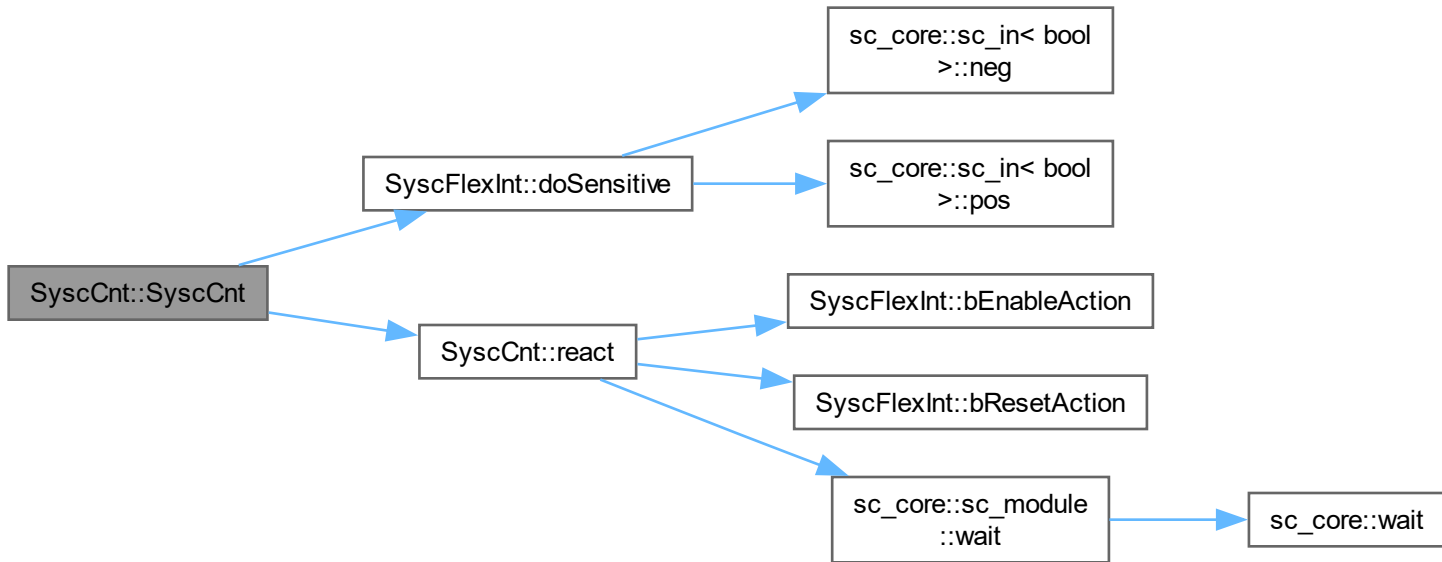 sc_core::sc_in< bool
>::neg
sc_core::sc_in< bool
>::pos
SyscFlexInt::doSensitive
SyscCnt::SyscCnt
SyscFlexInt::bEnableAction
SyscCnt::react
SyscFlexInt::bResetAction
sc_core::sc_module
::wait
sc_core::wait